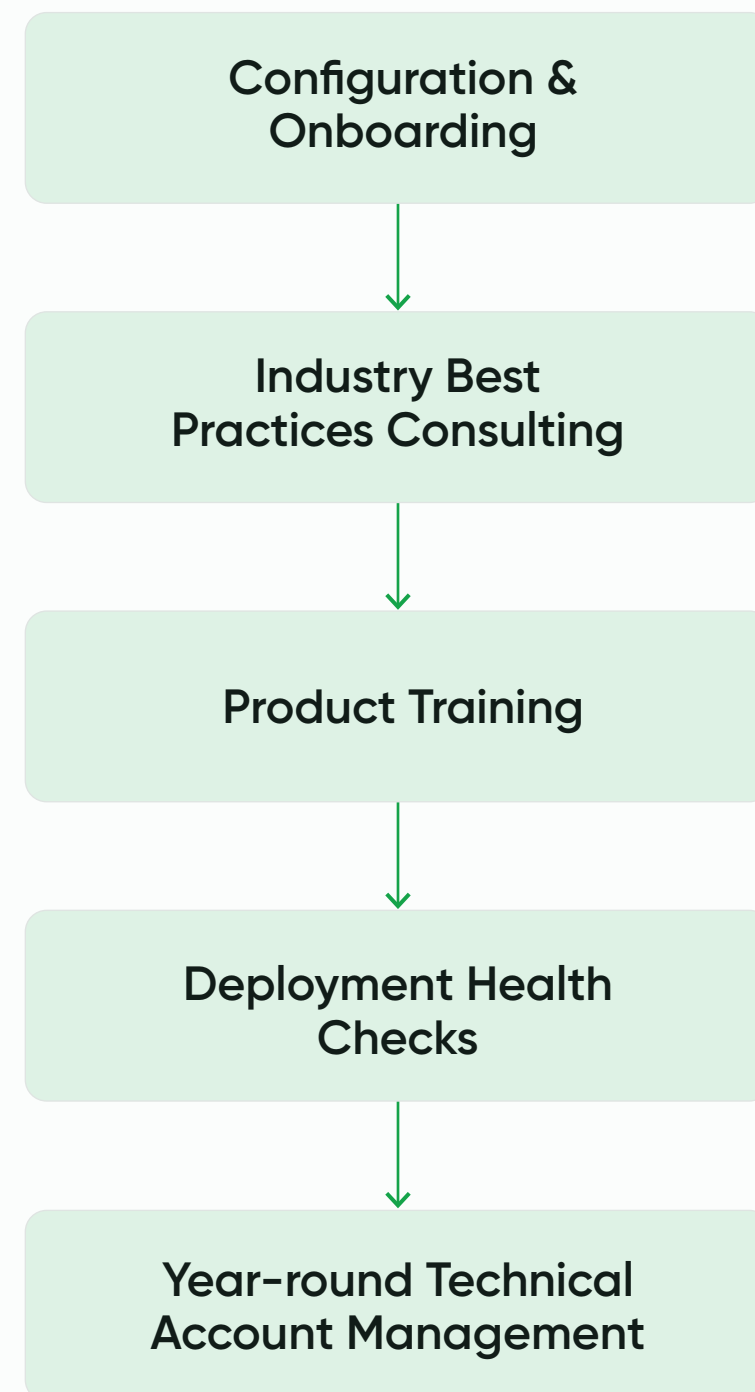 Configuration &
Onboarding
Industry Best
Practices Consulting
Product Training
Deployment Health
Checks
Year-round Technical
Account Management